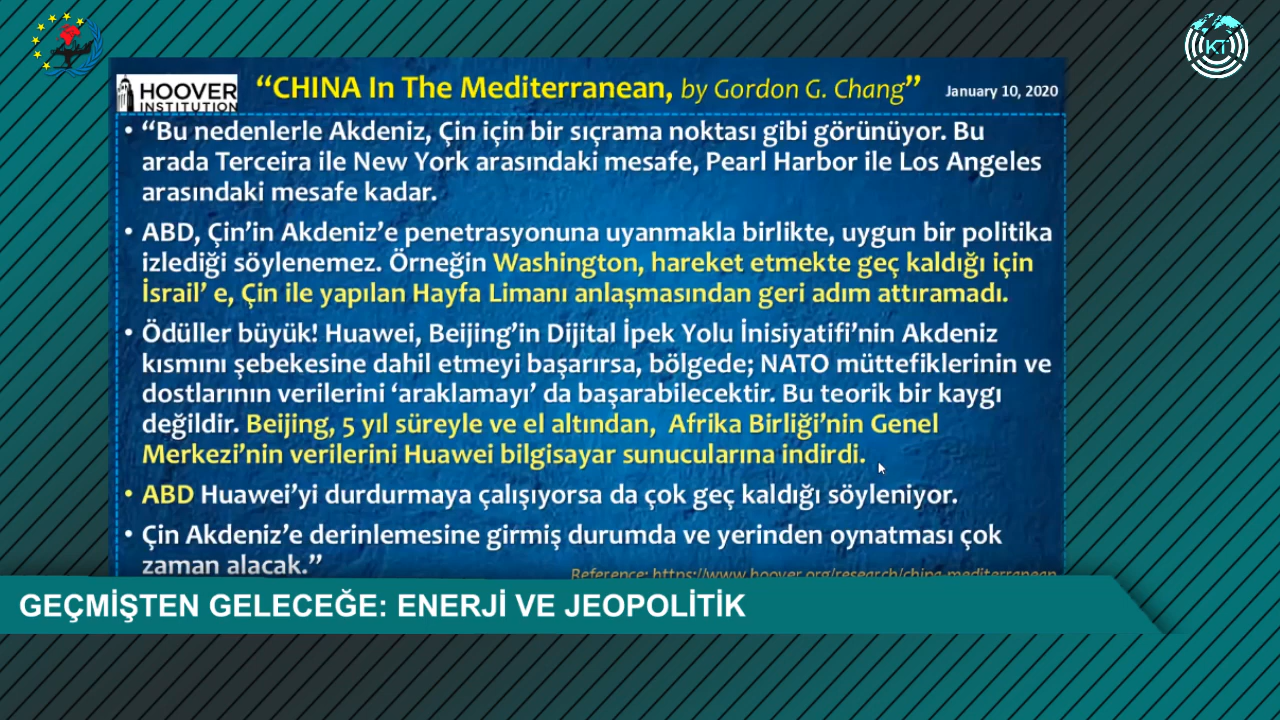 HOOVER
INSTITUTION
“CHINA In The Mediterranean, by Gordon G. Chang”
January 10, 2020
• “Bu nedenlerle Akdeniz, Çin için bir sıçrama noktası gibi görünüyor. Bu
arada Terceira ile New York arasındaki mesafe, Pearl Harbor ile Los Angeles
arasındaki mesafe kadar.
• ABD, Çin’in Akdeniz’e penetrasyonuna uyanmakla birlikte, uygun bir politika
izlediği söylenemez. Örneğin Washington, hareket etmekte geç kaldığı için
İsrail’ e, Çin ile yapılan Hayfa Limanı anlaşmasından geri adım attıramadı.
• Ödüller büyük! Huawei, Beijing’in Dijital İpek Yolu İnisiyatifi’nin Akdeniz
kısmını şebekesine dahil etmeyi başarırsa, bölgede; NATO müttefiklerinin ve
dostlarının verilerini ‘araklamayı’ da başarabilecektir. Bu teorik bir kaygı
değildir. Beijing, 5 yıl süreyle ve el altından, Afrika Birliği’nin Genel
Merkezi’nin verilerini Huawei bilgisayar sunucularına indirdi.
• ABD Huawei’yi durdurmaya çalışıyorsa da çok geç kaldığı söyleniyor.
• Çin Akdeniz’e derinlemesine girmiş durumda ve yerinden oynatması çok
zaman alacak.”
Reference: https://www.hoover.org/research/china-mediterranean
GEÇMİŞTEN GELECEĞE: ENERJİ VE JEOPOLİTİK
KT